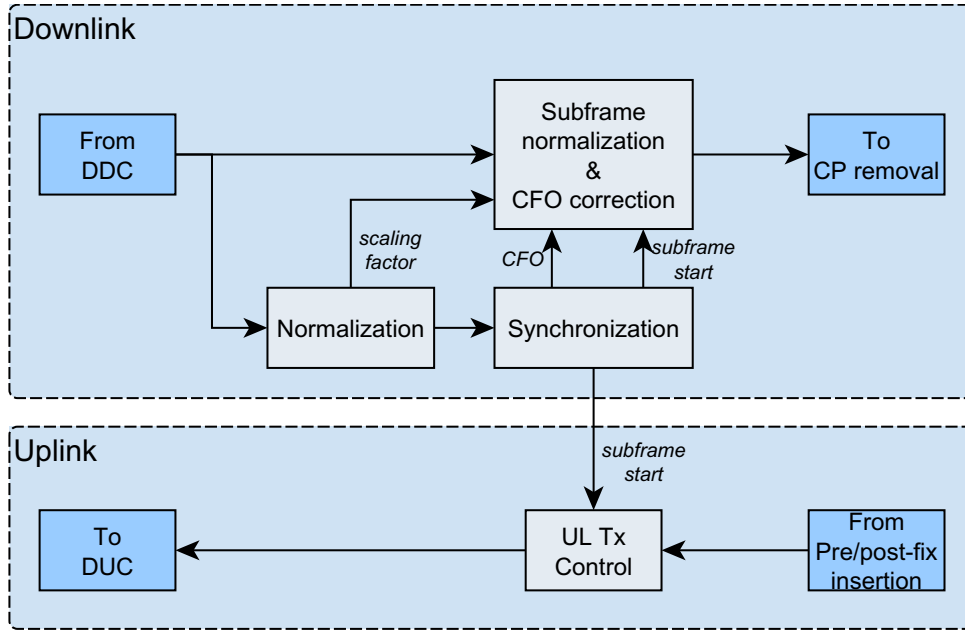 Downlink
From
DDC
Subframe
normalization
&
CFO correction
To
CP removal
scaling
factor
CFO
subframe
start
Normalization
Synchronization
Uplink
subframe
start
To
DUC
UL Tx
Control
From
Pre/post-fix
insertion